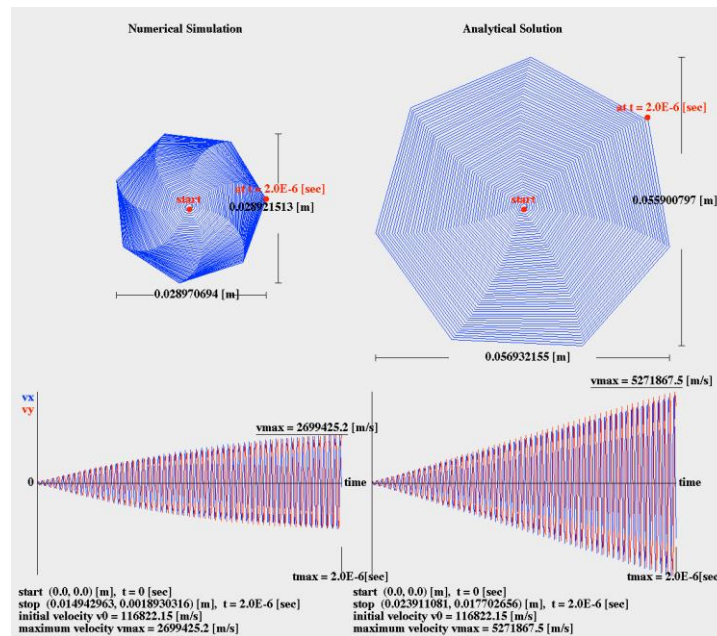 Numerical Simulation
Analytical Solution
at t = 2.0E-6 [sec]
start
0.028921513 [m]
0.028970694 [m]
at t = 2.0E-6 [sec]
start
0.055900797 [m]
0.056932155 [m]
vx
vy
vmax = 2699425.2 [m/s]
0
time
tmax = 2.0E-6[sec]
vmax = 5271867.5 [m/s]
time
tmax = 2.0E-6[sec]
start (0.0, 0.0) [m], t = 0 [sec]
stop (0.014942963, 0.0018930316) [m], t = 2.0E-6 [sec]
initial velocity v0 = 116822.15 [m/s]
maximum velocity vmax = 2699425.2 [m/s]
start (0.0, 0.0) [m], t = 0 [sec]
stop (0.023911081, 0.017702656) [m], t = 2.0E-6 [sec]
initial velocity v0 = 116822.15 [m/s]
maximum velocity vmax = 5271867.5 [m/s]